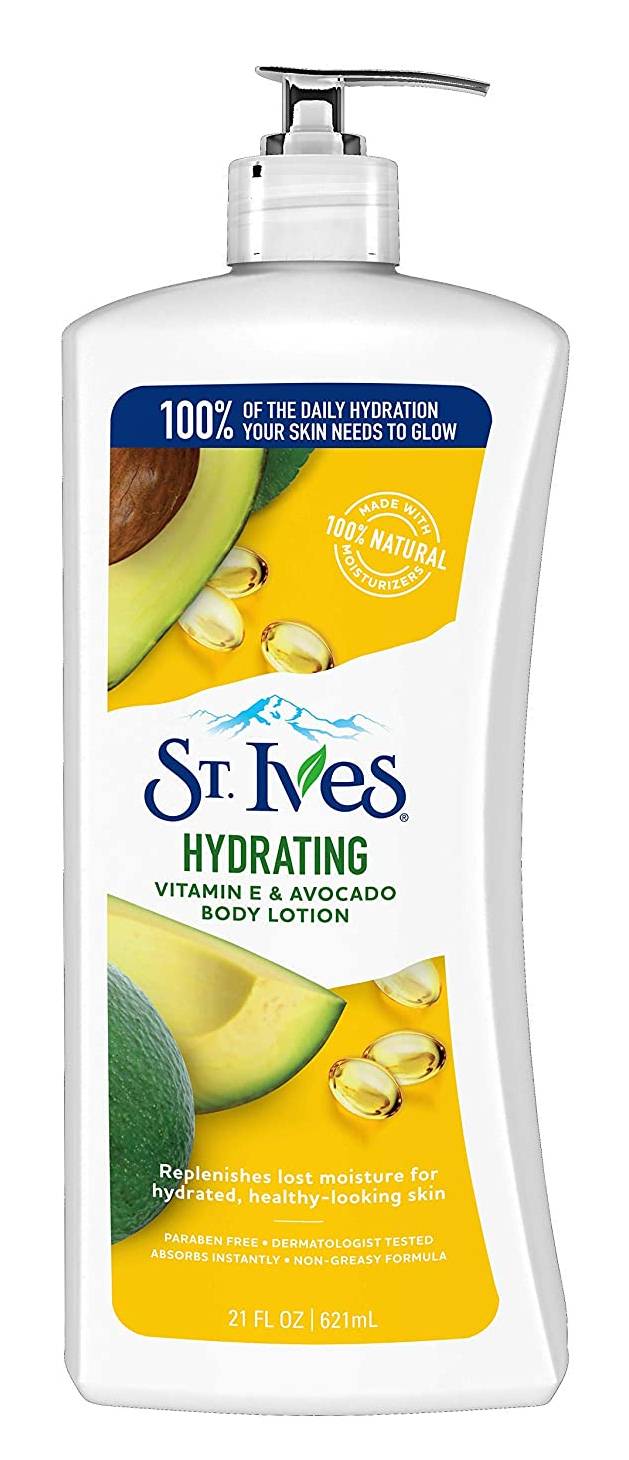 100% OF THE DAILY HYDRATION
YOUR SKIN NEEDS TO GLOW
MADE WITH
100% NATURAL
MOISTURIZERS
ST. IVES®
HYDRATING
VITAMIN E & AVOCADO
BODY LOTION
Replenishes lost moisture for
hydrated, healthy-looking skin
PARABEN FREE • DERMATOLOGIST TESTED
ABSORBS INSTANTLY • NON-GREASY FORMULA
21 FL OZ | 621mL